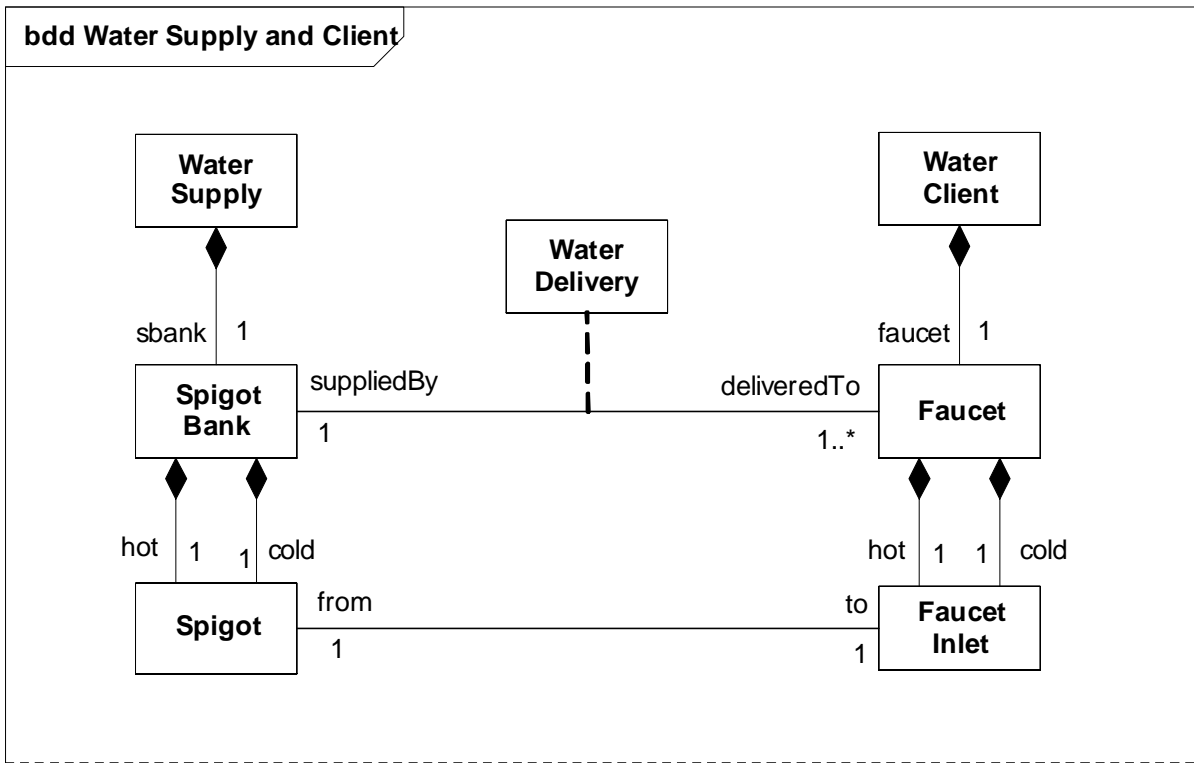 bdd Water Supply and Client
Water
Supply
Water
Client
Water
Delivery
sbank 1
faucet 1
suppliedBy
deliveredTo
Spigot
Bank
Faucet
1
1..*
hot 1 1 cold
hot 1 1 cold
from
to
Spigot
Faucet
Inlet
1
1